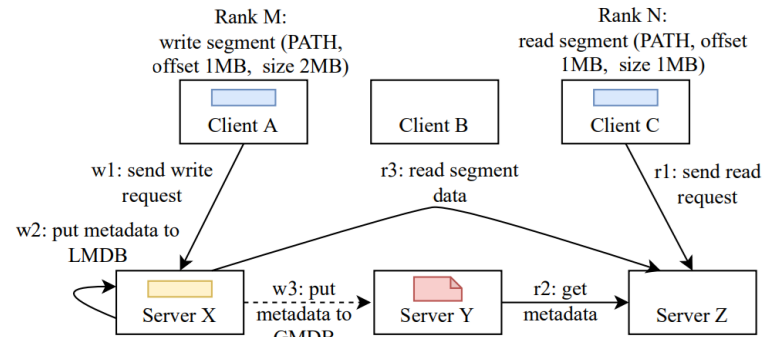 Rank M:
write segment (PATH,
offset 1MB,  size 2MB)
Rank N:
read segment (PATH, offset
1MB,  size 1MB)
Client A
Client B
Client C
w1: send write
request
r3: read segment
data
r1: send read
request
w2: put metadata to
LMDB
w3: put
metadata to
GMDB
r2: get
metadata
Server X
Server Y
Server Z